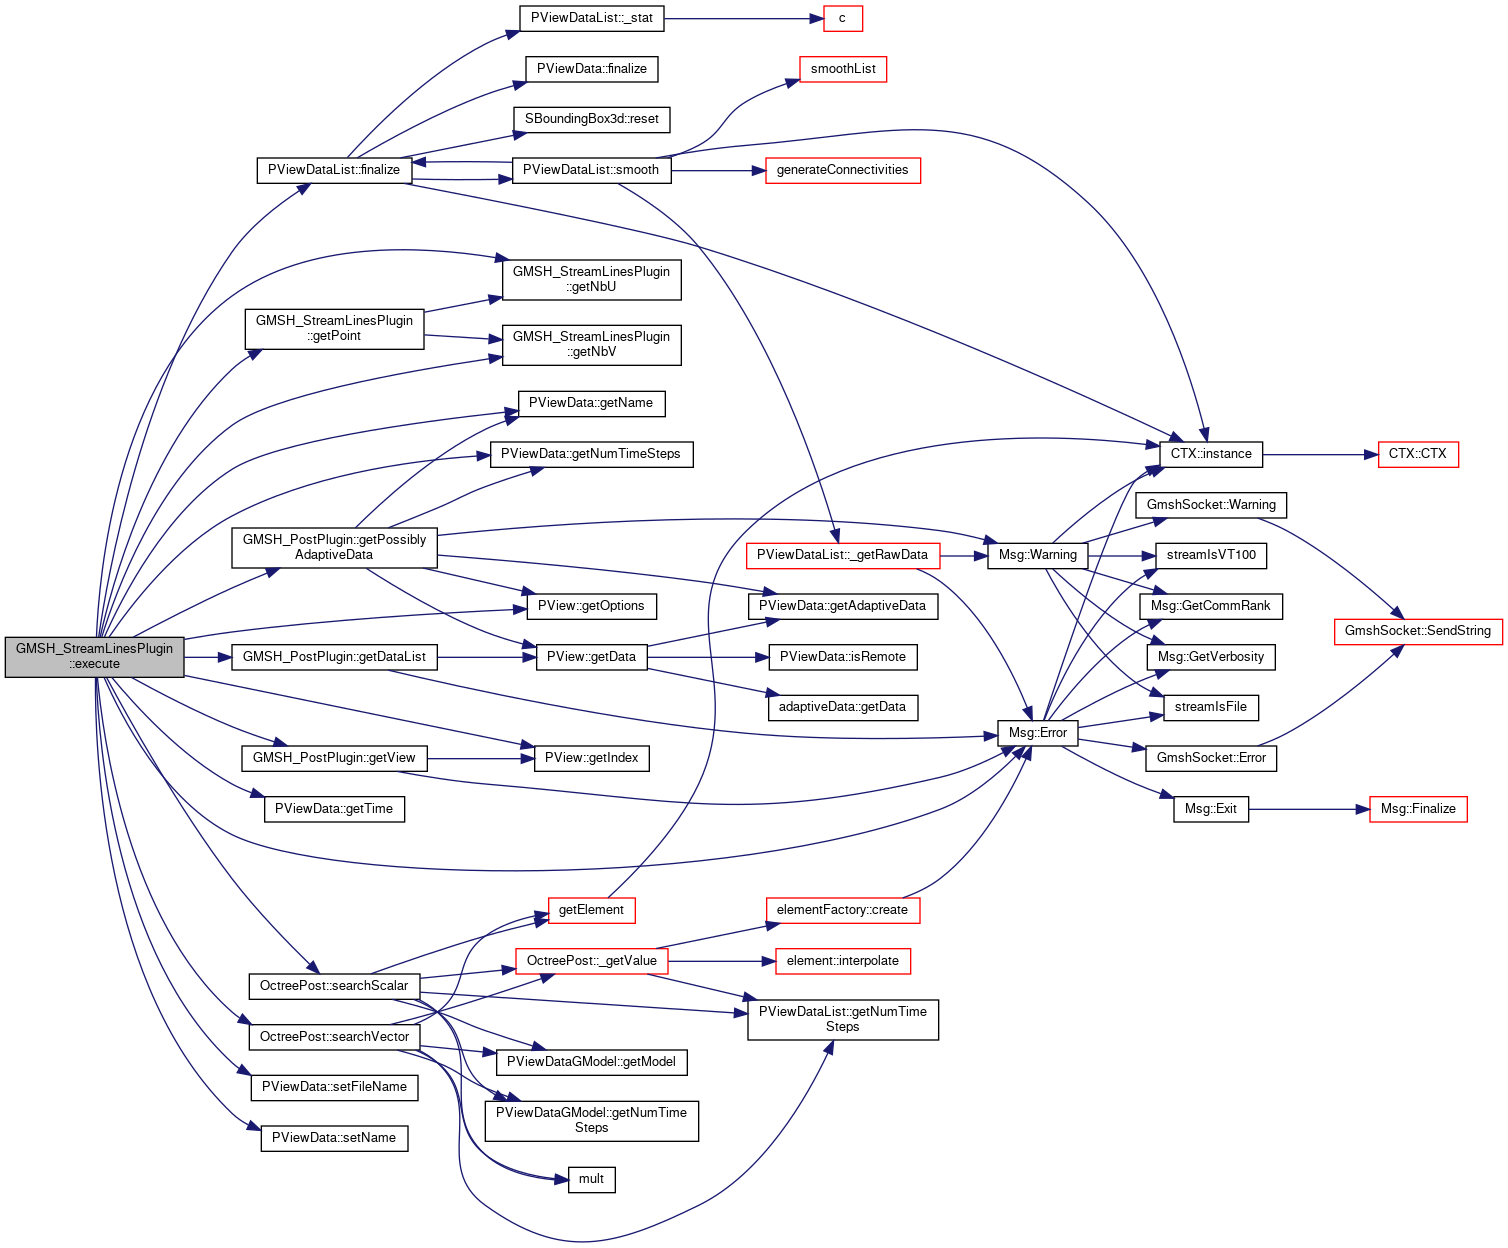 PViewDataList::_stat
c
PViewData::finalize
smoothList
SBoundingBox3d::reset
PViewDataList::finalize
PViewDataList::smooth
generateConnectivities
GMSH_StreamLinesPlugin
::getNbU
GMSH_StreamLinesPlugin
::getPoint
GMSH_StreamLinesPlugin
::getNbV
PViewData::getName
PViewData::getNumTimeSteps
CTX::instance
CTX::CTX
GmshSocket::Warning
GMSH_PostPlugin::getPossibly
AdaptiveData
PViewDataList::_getRawData
Msg::Warning
streamIsVT100
PView::getOptions
PViewData::getAdaptiveData
Msg::GetCommRank
GmshSocket::SendString
GMSH_StreamLinesPlugin
::execute
GMSH_PostPlugin::getDataList
PView::getData
PViewData::isRemote
Msg::GetVerbosity
adaptiveData::getData
streamIsFile
Msg::Error
GMSH_PostPlugin::getView
PView::getIndex
GmshSocket::Error
PViewData::getTime
Msg::Exit
Msg::Finalize
getElement
elementFactory::create
OctreePost::_getValue
element::interpolate
OctreePost::searchScalar
PViewDataList::getNumTime
Steps
OctreePost::searchVector
PViewDataGModel::getModel
PViewData::setFileName
PViewDataGModel::getNumTime
Steps
PViewData::setName
mult